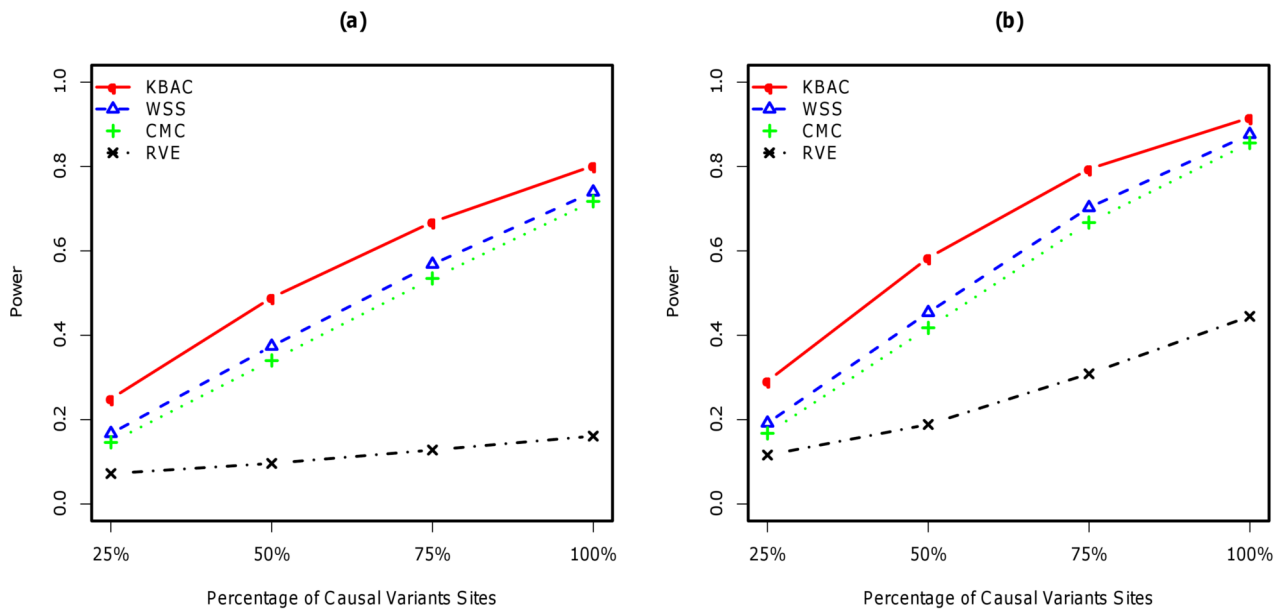 (a)
KBAC
WSS
CMC
RVE
1.0
0.8
0.6
0.4
0.2
0.0
Power
25% 50% 75% 100%
Percentage of Causal Variants Sites
(b)
KBAC
WSS
CMC
RVE
1.0
0.8
0.6
0.4
0.2
0.0
Power
25% 50% 75% 100%
Percentage of Causal Variants Sites